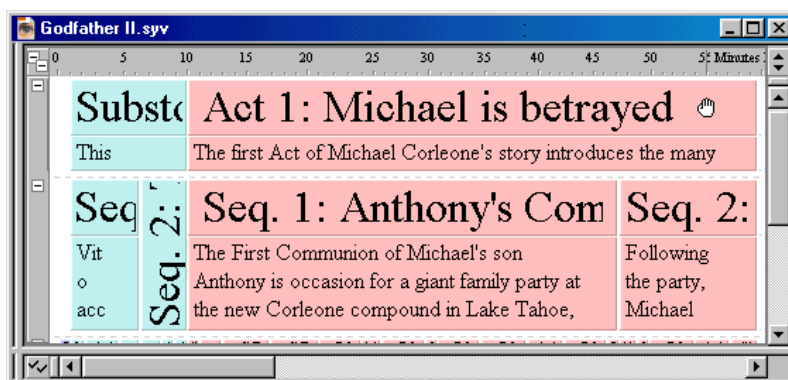 Godfather II.syv
0 5 10 15 20 25 30 35 40 45 50 55 Minutes
Substo Act 1: Michael is betrayed
This The first Act of Michael Corleone's story introduces the many
Seq Seq. 2: Seq. 1: Anthony's Com Seq. 2:
Vit The First Communion of Michael's son Following
o Anthony is occasion for a giant family party at the party,
acc the new Corleone compound in Lake Tahoe, Michael